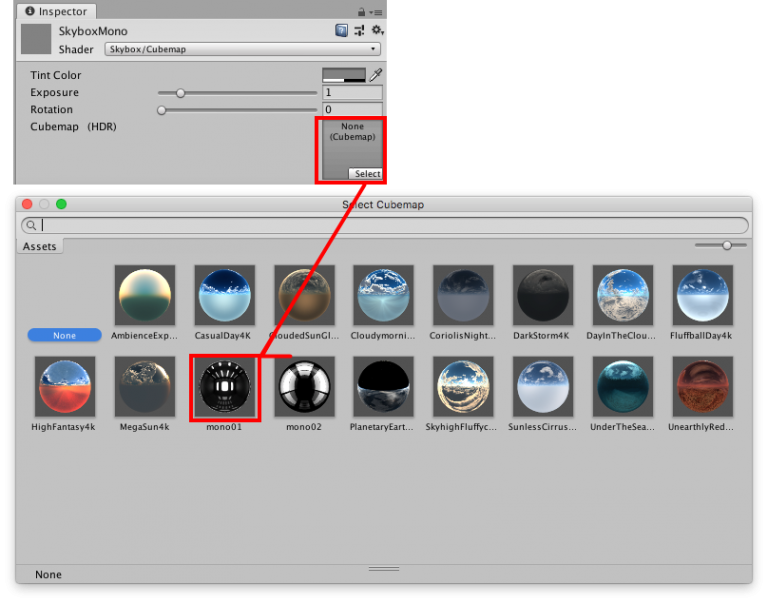 Inspector
SkyboxMono
Shader Skybox/Cubemap
Tint Color
Exposure 1
Rotation 0
Cubemap (HDR) None
(Cubemap)
Select
Select Cubemap
Assets
None AmbienceExp... CasualDay4K CloudedSunGl... Cloudymorni... CoriolisNight... DarkStorm4K DayInTheClou... FluffballDay4k
HighFantasy4k MegaSun4k mono01 mono02 PlanetaryEart... SkyhighFluffyc... SunlessCirrus... UnderTheSea... UnearthlyRed...
None